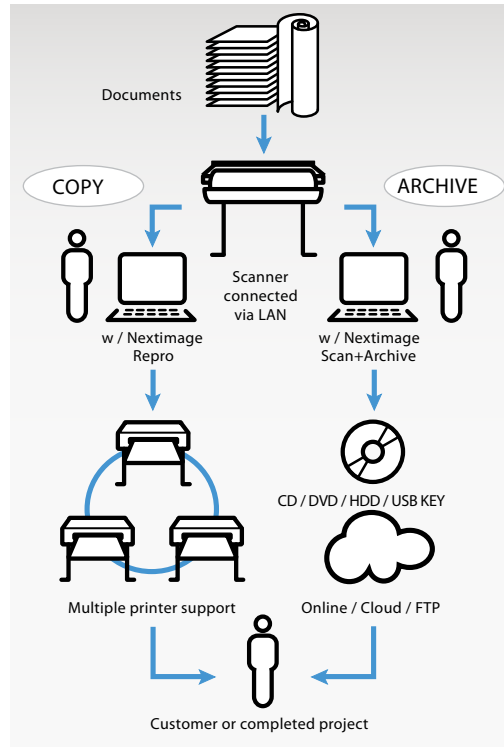 Documents
COPY
ARCHIVE
Scanner
connected
via LAN
w / Nextimage
Repro
w / Nextimage
Scan+Archive
CD / DVD / HDD / USB KEY
Multiple printer support
Online / Cloud / FTP
Customer or completed project